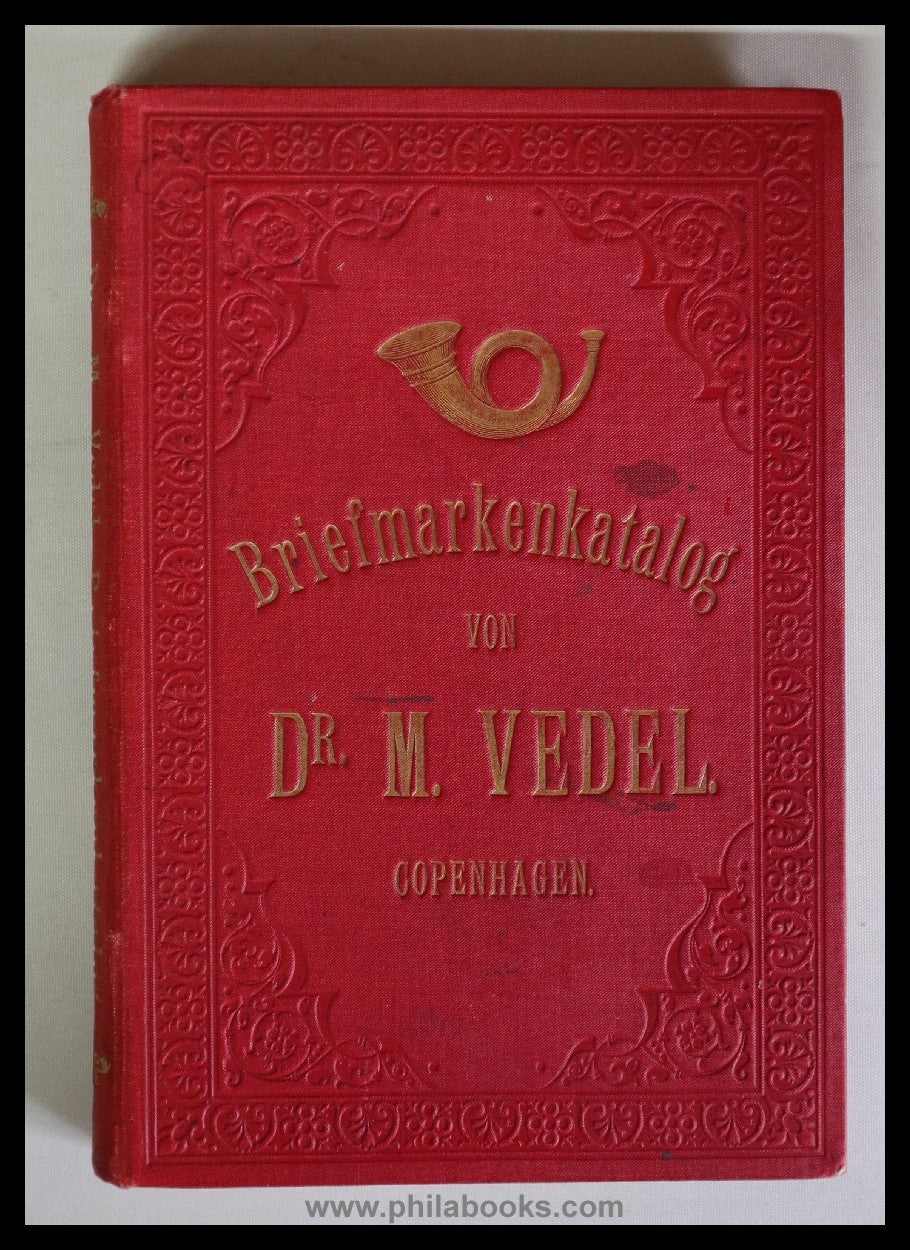 Briefmarkenkatalog
VON
DR. M. VEDEL.
COPENHAGEN.
www.philabooks.com